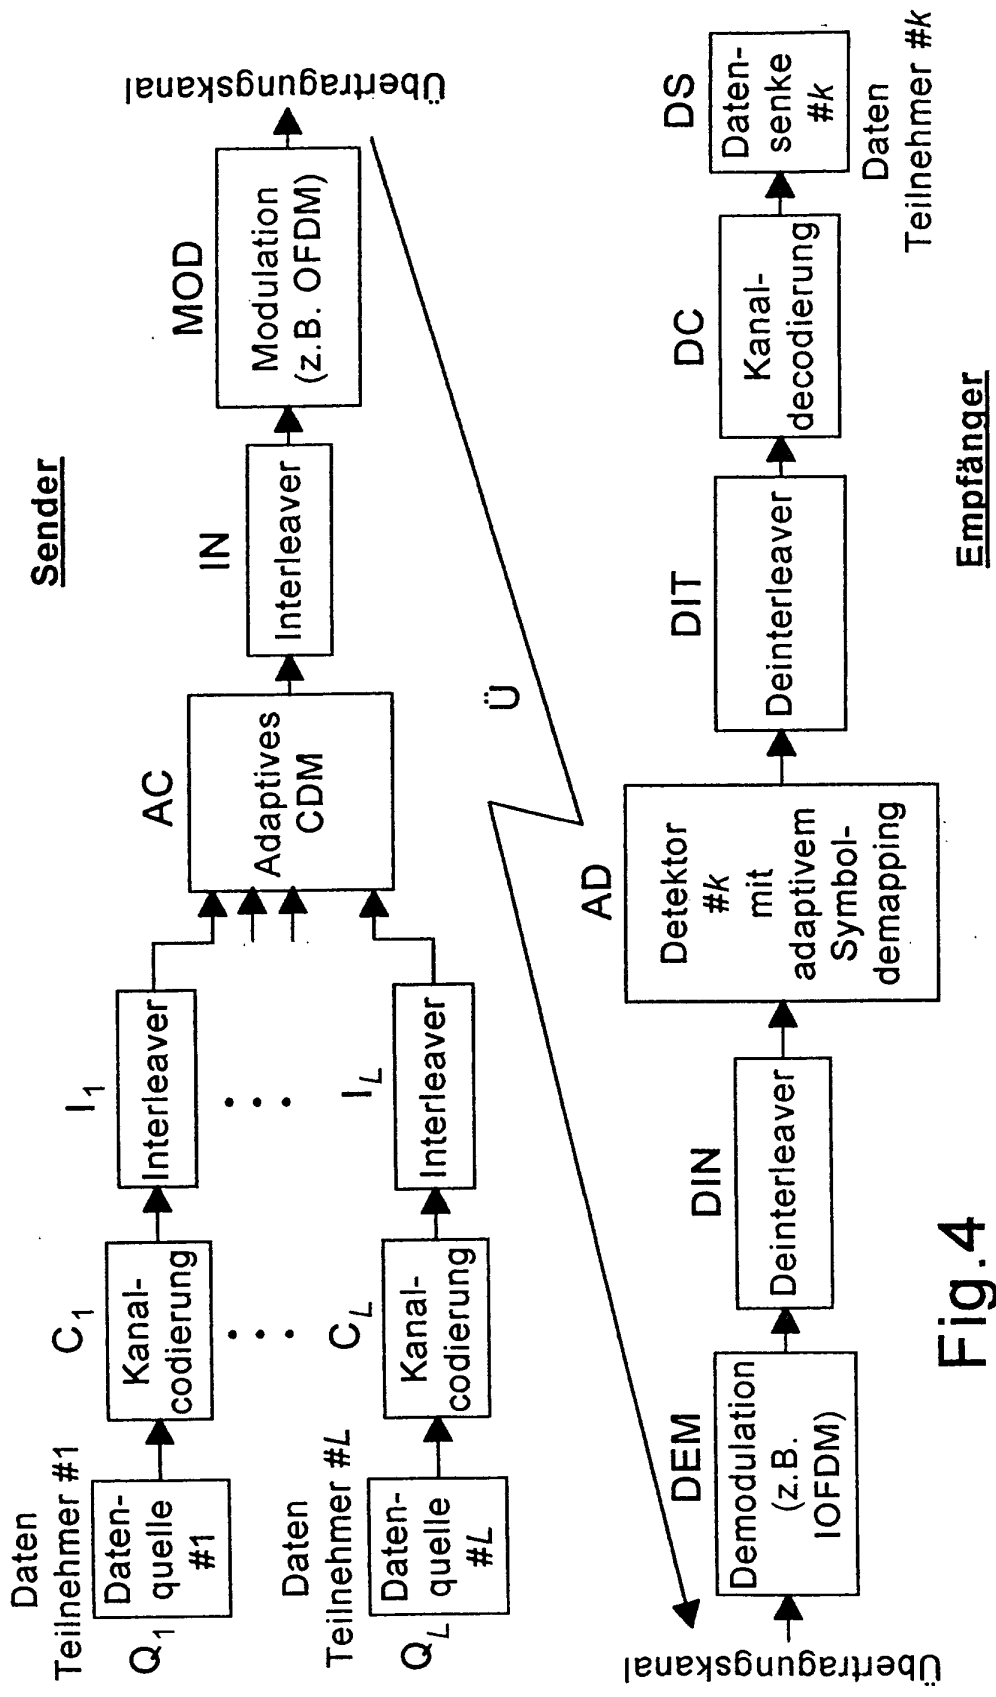 Sender
Daten
Teilnehmer #1
Daten-
quelle
#1
Q1
C1
Kanal-
codierung
I1
Interleaver
. . .
. . .
Daten
Teilnehmer #L
Daten-
quelle
#L
QL
CL
Kanal-
codierung
IL
Interleaver
AC
Adaptives
CDM
IN
Interleaver
MOD
Modulation
(z.B. OFDM)
Übertragungskanal
Ü
Übertragungskanal
DEM
Demodulation
(z.B.
IOFDM)
DIN
Deinterleaver
AD
Detektor
#k
mit
adaptivem
Symbol-
demapping
DIT
Deinterleaver
DC
Kanal-
decodierung
DS
Daten-
senke
#k
Daten
Teilnehmer #k
Empfänger
Fig.4